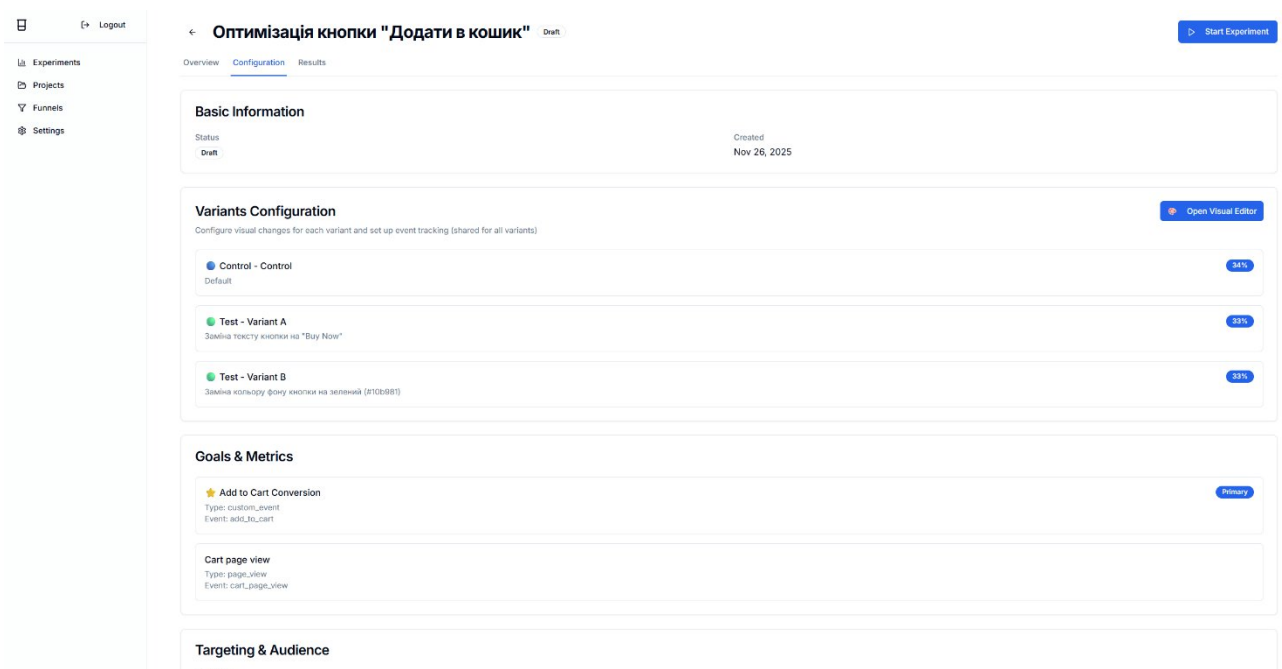 Logout
Experiments
Projects
Funnels
Settings
Оптимізація кнопки "Додати в кошик" Draft
Start Experiment
Overview Configuration Results
Basic Information
Status
Draft
Created
Nov 26, 2025
Variants Configuration
Open Visual Editor
Configure visual changes for each variant and set up event tracking (shared for all variants)
Control - Control
34%
Default
Test - Variant A
33%
Заміна тексту кнопки на "Buy Now"
Test - Variant B
33%
Заміна кольору фону кнопки на зелений (#10b981)
Goals & Metrics
Add to Cart Conversion
Primary
Type: custom_event
Event: add_to_cart
Cart page view
Type: page_view
Event: cart_page_view
Targeting & Audience